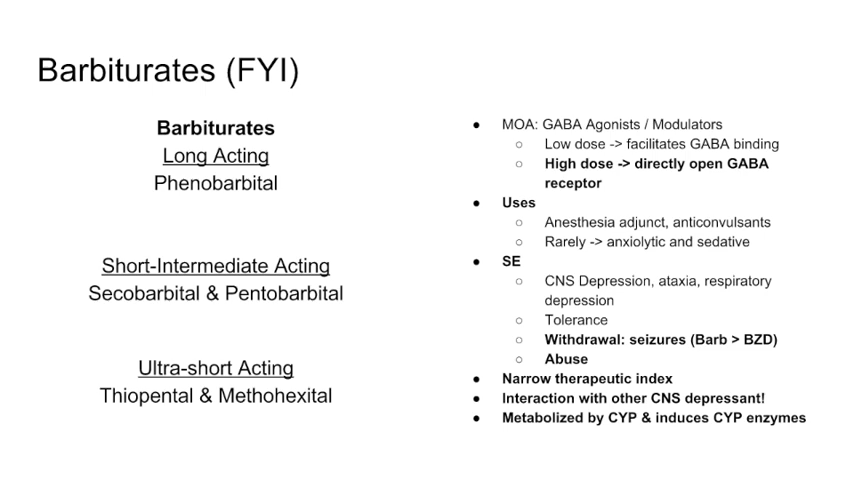 Barbiturates (FYI)
Barbiturates
Long Acting
Phenobarbital
Short-Intermediate Acting
Secobarbital & Pentobarbital
Ultra-short Acting
Thiopental & Methohexital
● MOA: GABA Agonists / Modulators
○ Low dose -> facilitates GABA binding
○ High dose -> directly open GABA
receptor
● Uses
○ Anesthesia adjunct, anticonvulsants
○ Rarely -> anxiolytic and sedative
● SE
○ CNS Depression, ataxia, respiratory
depression
○ Tolerance
○ Withdrawal: seizures (Barb > BZD)
○ Abuse
● Narrow therapeutic index
● Interaction with other CNS depressant!
● Metabolized by CYP & induces CYP enzymes